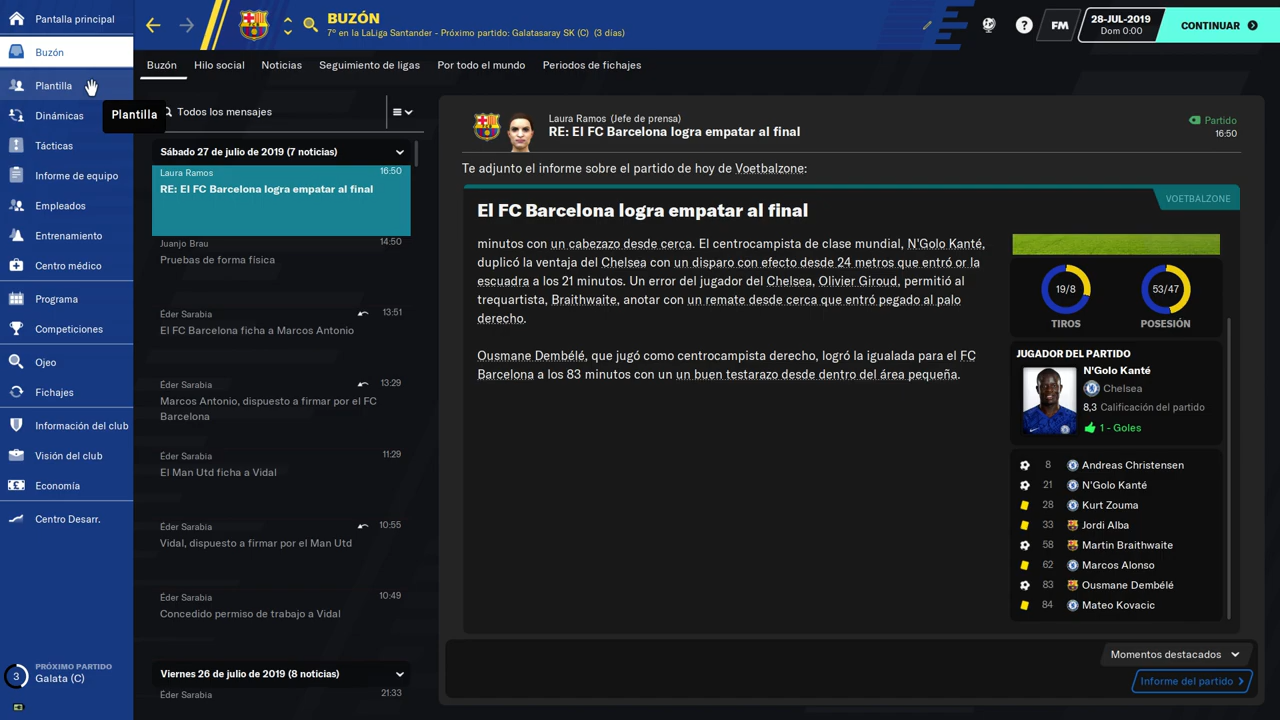 Pantalla principal
Buzón
Plantilla
Dinámicas
Tácticas
Informe de equipo
Empleados
Entrenamiento
Centro médico
Programa
Competiciones
Ojeo
Fichajes
Información del club
Visión del club
Economía
Centro Desarr.
3
PRÓXIMO PARTIDO
Galata (C)
Plantilla
BUZÓN
7º en la LaLiga Santander - Próximo partido: Galatasaray SK (C) (3 días)
FM
28-JUL-2019
Dom 0:00
CONTINUAR
Buzón
Hilo social
Noticias
Seguimiento de ligas
Por todo el mundo
Periodos de fichajes
Todos los mensajes
Sábado 27 de julio de 2019 (7 noticias)
Laura Ramos 16:50
RE: El FC Barcelona logra empatar al final
Juanjo Brau 14:50
Pruebas de forma física
Éder Sarabia 13:51
El FC Barcelona ficha a Marcos Antonio
Éder Sarabia 13:29
Marcos Antonio, dispuesto a firmar por el FC
Barcelona
Éder Sarabia 11:29
El Man Utd ficha a Vidal
Éder Sarabia 10:55
Vidal, dispuesto a firmar por el Man Utd
Éder Sarabia 10:49
Concedido permiso de trabajo a Vidal
Viernes 26 de julio de 2019 (8 noticias)
Éder Sarabia 21:33
Laura Ramos (Jefe de prensa)
RE: El FC Barcelona logra empatar al final
Partido
16:50
Te adjunto el informe sobre el partido de hoy de Voetbalzone:
VOETBALZONE
El FC Barcelona logra empatar al final
minutos con un cabezazo desde cerca. El centrocampista de clase mundial, N'Golo Kanté,
duplicó la ventaja del Chelsea con un disparo con efecto desde 24 metros que entró or la
escuadra a los 21 minutos. Un error del jugador del Chelsea, Olivier Giroud, permitió al
trequartista, Braithwaite, anotar con un remate desde cerca que entró pegado al palo
derecho.
Ousmane Dembélé, que jugó como centrocampista derecho, logró la igualada para el FC
Barcelona a los 83 minutos con un un buen testarazo desde dentro del área pequeña.
19/8
TIROS
53/47
POSESIÓN
JUGADOR DEL PARTIDO
N'Golo Kanté
Chelsea
8,3 Calificación del partido
1 - Goles
8 Andreas Christensen
21 N'Golo Kanté
28 Kurt Zouma
33 Jordi Alba
58 Martin Braithwaite
62 Marcos Alonso
83 Ousmane Dembélé
84 Mateo Kovacic
Momentos destacados
Informe del partido